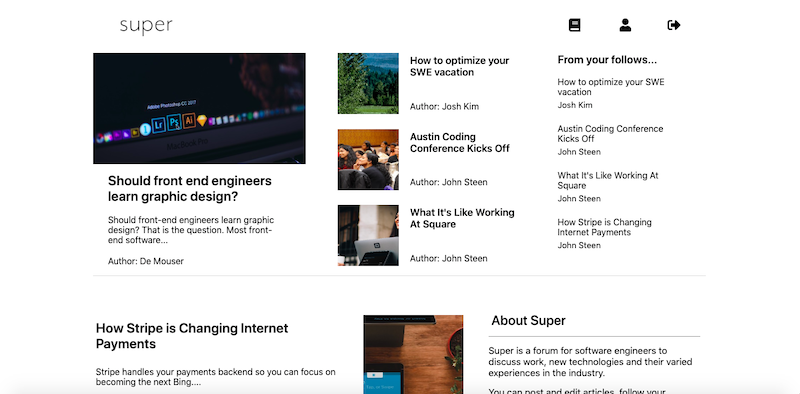 super
Adobe Photoshop CC 2017
Lr Ps Ai
MacBook Pro
Should front end engineers
learn graphic design?
Should front-end engineers learn graphic
design? That is the question. Most front-
end software...
Author: De Mouser
How to optimize your
SWE vacation
Author: Josh Kim
Austin Coding
Conference Kicks Off
Author: John Steen
What It's Like Working
At Square
Author: John Steen
From your follows...
How to optimize your SWE
vacation
Josh Kim
Austin Coding Conference
Kicks Off
John Steen
What It's Like Working At
Square
John Steen
How Stripe is Changing
Internet Payments
John Steen
How Stripe is Changing Internet
Payments
Stripe handles your payments backend so you can focus on
becoming the next Bing....
About Super
Super is a forum for software engineers to
discuss work, new technologies and their varied
experiences in the industry.
You can post and edit articles, follow your